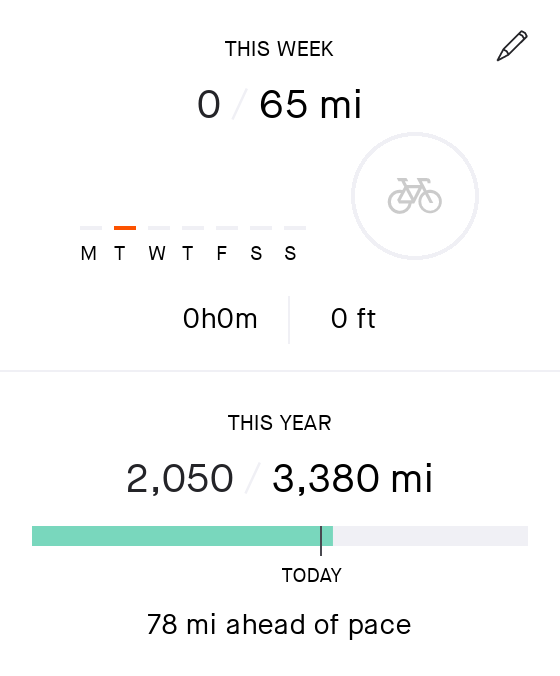 THIS WEEK
0 / 65 mi
M T W T F S S
0h0m 0 ft
THIS YEAR
2,050 / 3,380 mi
TODAY
78 mi ahead of pace